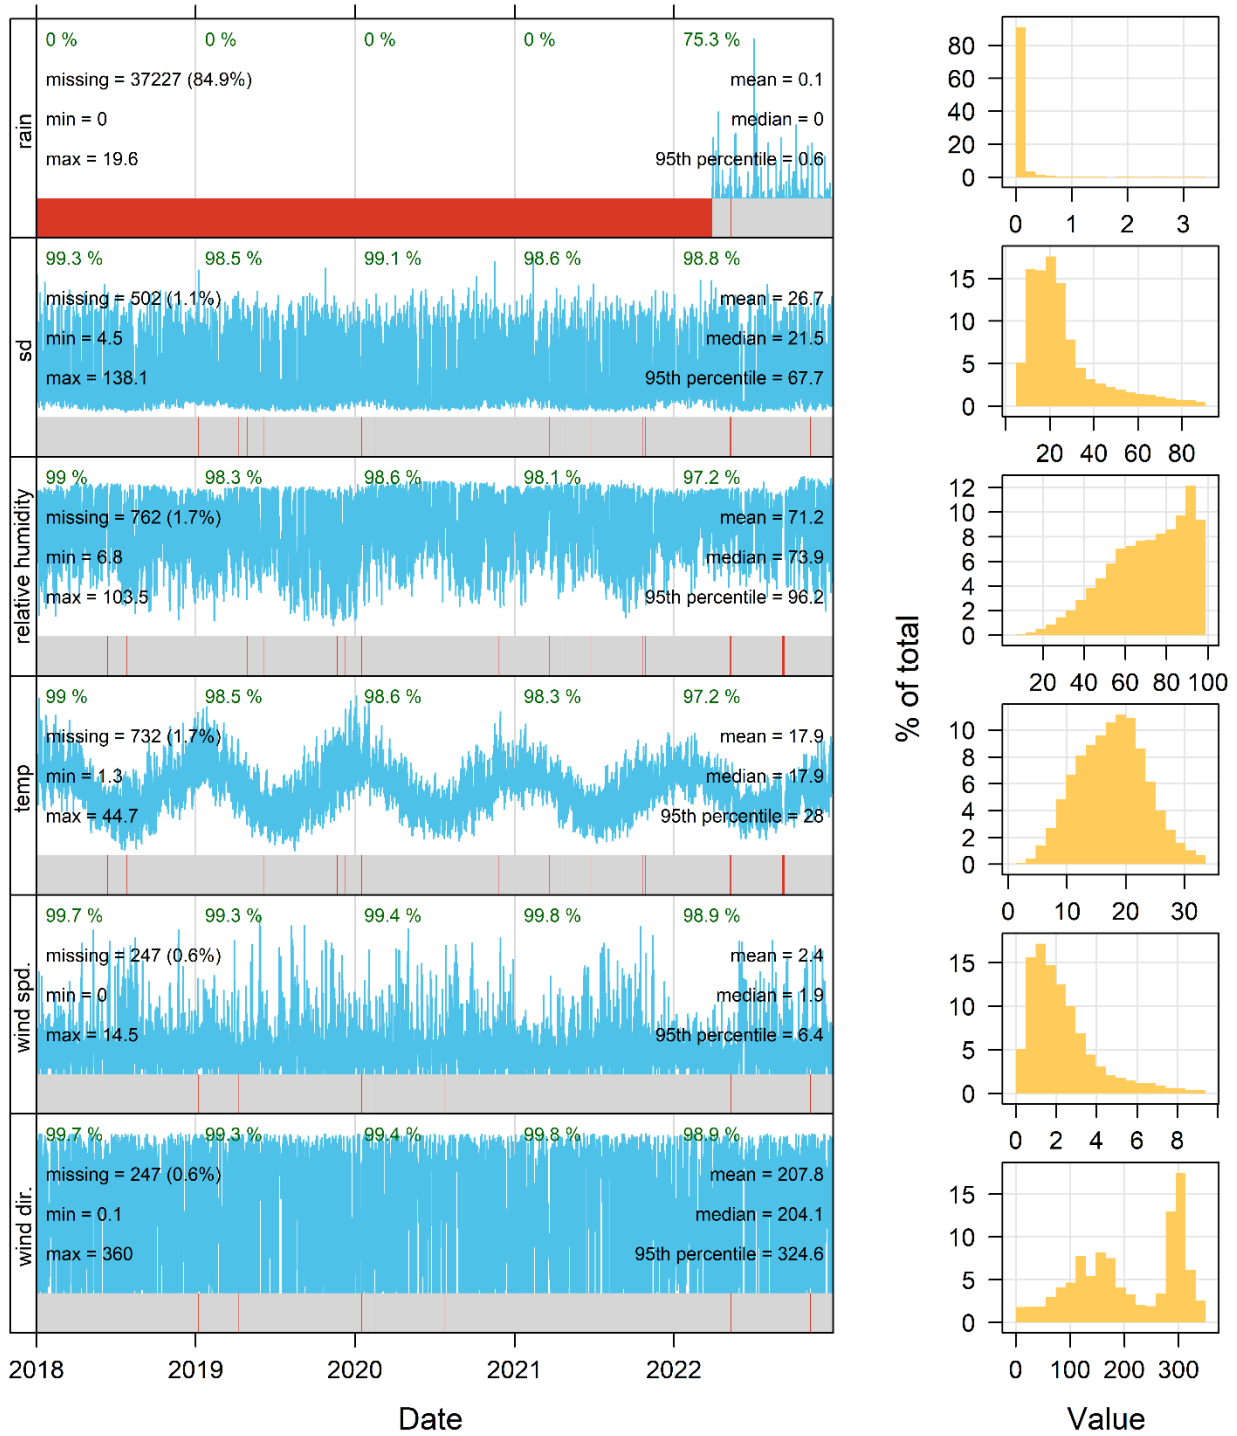 0 % 0 % 0 % 0 % 75.3 %
missing = 37227 (84.9%) mean = 0.1
min = 0 median = 0
max = 19.6 95th percentile = 0.6
rain
99.3 % 98.5 % 99.1 % 98.6 % 98.8 %
missing = 502 (1.1%) mean = 26.7
min = 4.5 median = 21.5
max = 138.1 95th percentile = 67.7
sd
99 % 98.3 % 98.6 % 98.1 % 97.2 %
missing = 762 (1.7%) mean = 71.2
min = 6.8 median = 73.9
max = 103.5 95th percentile = 96.2
relative humidity
99 % 98.5 % 98.6 % 98.3 % 97.2 %
missing = 732 (1.7%) mean = 17.9
min = 1.3 median = 17.9
max = 44.7 95th percentile = 28
temp
99.7 % 99.3 % 99.4 % 99.8 % 98.9 %
missing = 247 (0.6%) mean = 2.4
min = 0 median = 1.9
max = 14.5 95th percentile = 6.4
wind spd.
99.7 % 99.3 % 99.4 % 99.8 % 98.9 %
missing = 247 (0.6%) mean = 207.8
min = 0.1 median = 204.1
max = 360 95th percentile = 324.6
wind dir.
2018 2019 2020 2021 2022
Date
% of total
80
60
40
20
0
0 1 2 3
15
10
5
0
20 40 60 80
12
10
8
6
4
2
0
20 40 60 80 100
10
8
6
4
2
0
0 10 20 30
15
10
5
0
0 2 4 6 8
15
10
5
0
0 100 200 300
Value